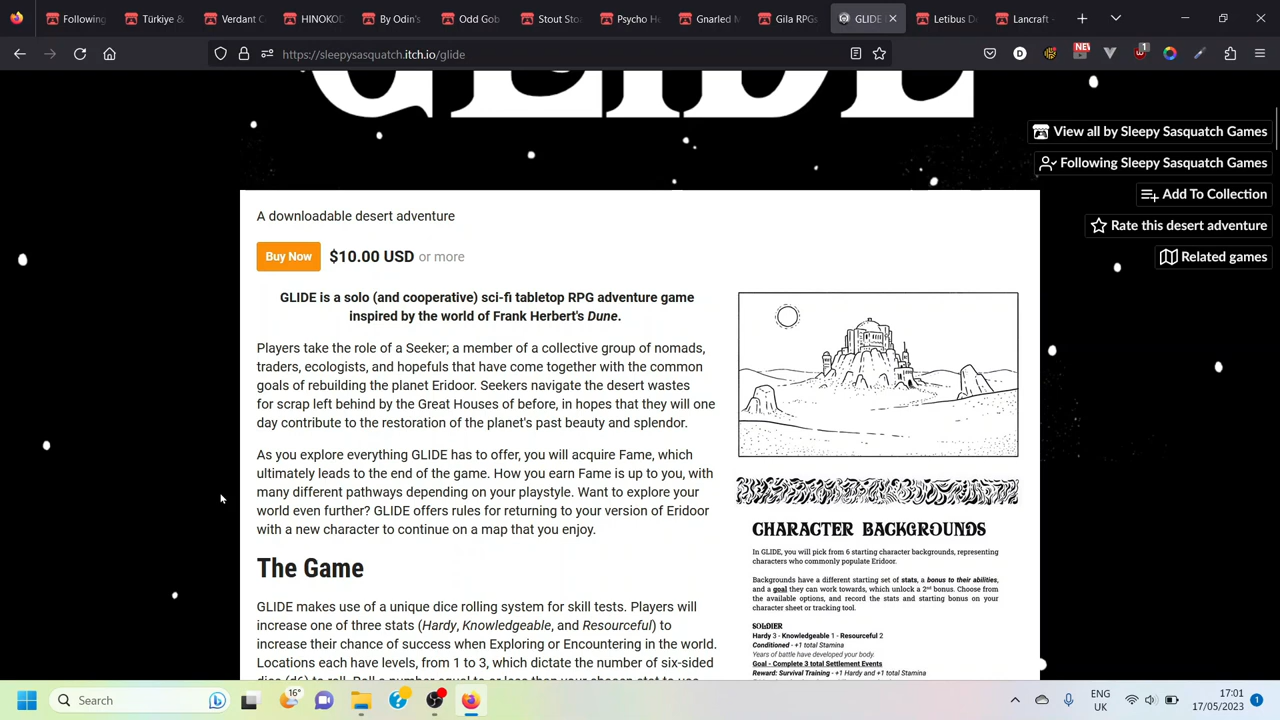 Following
Türkiye &
Jantar M
HINOKO
By Odin's
Odd Gob
Stout Sto
Psycho He
Gnarled M
Gila RPGs
GLIDE b
Letibus De
Lancraft -
https://sleepysasquatch.itch.io/glide
NEW
1
GLIDE
View all by Sleepy Sasquatch Games
Following Sleepy Sasquatch Games
Add To Collection
Rate this desert adventure
Related games
A downloadable desert adventure
Buy Now $10.00 USD or more
GLIDE is a solo (and cooperative) sci-fi tabletop RPG adventure game
inspired by the world of Frank Herbert's Dune.
Players take the role of a Seeker; a member of a collective group of nomads,
traders, ecologists, and hopefuls that have come together with the common
goals of rebuilding the planet Eridoor. Seekers navigate the desert wastes
for scrap left behind by the Great Houses of before, in hopes that they will one
day contribute to the restoration of the planet's past beauty and splendor.
As you explore everything GLIDE has to offer, you will acquire Fame, which
ultimately leads to the end of the game. How you earn Fame is up to you, with
many different pathways depending on your playstyle. Want to explore your
world even further? GLIDE offers rules for returning to your version of Eridoor
with a new character to continue on a map that you enjoy.
The Game
GLIDE makes use of a unique dice rolling system for skill tests. Players will
increase one of three stats (Hardy, Knowledgeable, and Resourceful) to
increase their chance of success when Exploring or Encountering in the world.
Locations each have levels, from 1 to 3, which dictate the number of six-sided
CHARACTER BACKGROUNDS
In GLIDE, you will pick from 6 starting character backgrounds, representing
characters who commonly populate Eridoor.
Backgrounds have a different starting set of stats, a bonus to their abilities,
and a goal they can work towards, which unlock a 2nd bonus. Choose from
the available options, and record the stats and starting bonus on your
character sheet or tracking tool.
SOLDIER
Hardy 3 - Knowledgeable 1 - Resourceful 2
Conditioned - +1 total Stamina
Years of battle have developed your body.
Goal - Complete 3 total Settlement Events
Reward: Survival Training - +1 Hardy and +1 total Stamina
Search
16°
ENG
UK
17:01
17/05/2023
1